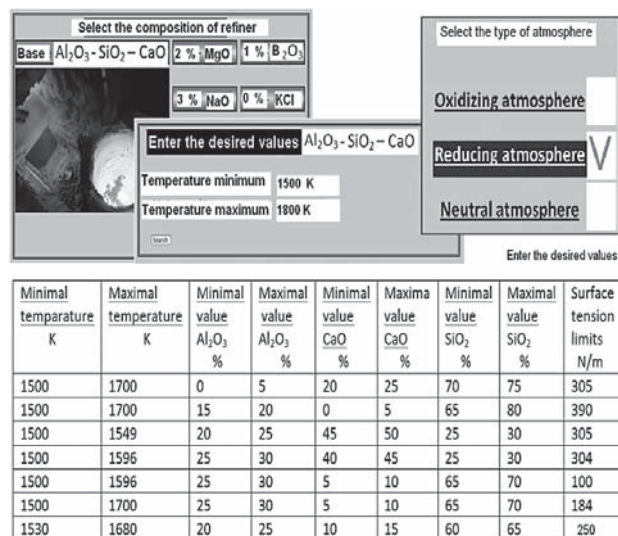 Select the composition of refiner
Base Al₂O₃ - SiO₂ – CaO 2 % MgO 1 % B₂O₃
3 % NaO 0 % KCl
Enter the desired values Al₂O₃ - SiO₂ – CaO
Temperature minimum 1500 K
Temperature maximum 1800 K
Search
Select the type of atmosphere
Oxidizing atmosphere
Reducing atmosphere V
Neutral atmosphere
Enter the desired values
Minimal temparature K Maximal temperature K Minimal value Al₂O₃ % Maximal value Al₂O₃ % Minimal value CaO % Maxima value CaO % Minimal value SiO₂ % Maximal value SiO₂ % Surface tension limits N/m
1500 1700 0 5 20 25 70 75 305
1500 1700 15 20 0 5 65 80 390
1500 1549 20 25 45 50 25 30 305
1500 1596 25 30 40 45 25 30 304
1500 1596 25 30 5 10 65 70 100
1500 1700 25 30 5 10 65 70 184
1530 1680 20 25 10 15 60 65 250